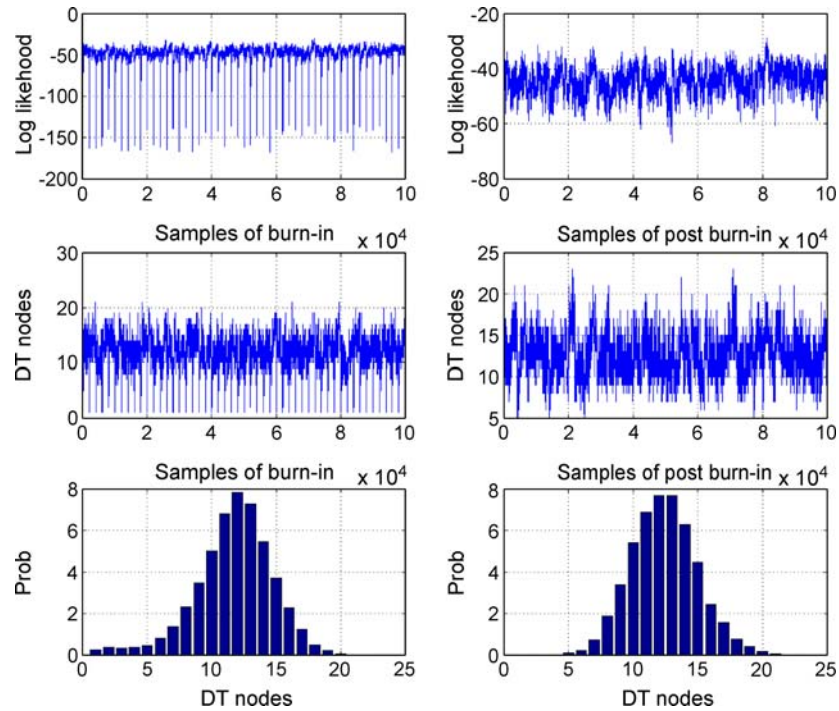 0
-50
-100
-150
-200
Log likehood
0 2 4 6 8 10
Samples of burn-in x 10^4
-20
-40
-60
-80
Log likehood
0 2 4 6 8 10
Samples of post burn-in x 10^4
30
20
10
0
DT nodes
0 2 4 6 8 10
Samples of burn-in x 10^4
25
20
15
10
5
DT nodes
0 2 4 6 8 10
Samples of post burn-in x 10^4
8
6
4
2
0
Prob
0 5 10 15 20 25
DT nodes
8
6
4
2
0
Prob
0 5 10 15 20 25
DT nodes